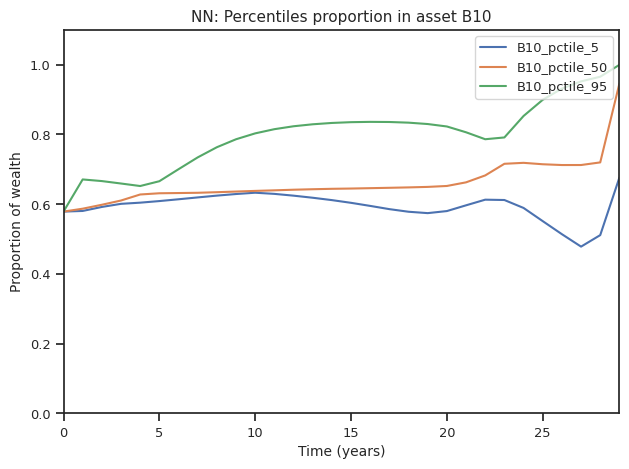 NN: Percentiles proportion in asset B10
B10_pctile_5
B10_pctile_50
B10_pctile_95
Proportion of wealth
1.0
0.8
0.6
0.4
0.2
0.0
0 5 10 15 20 25
Time (years)